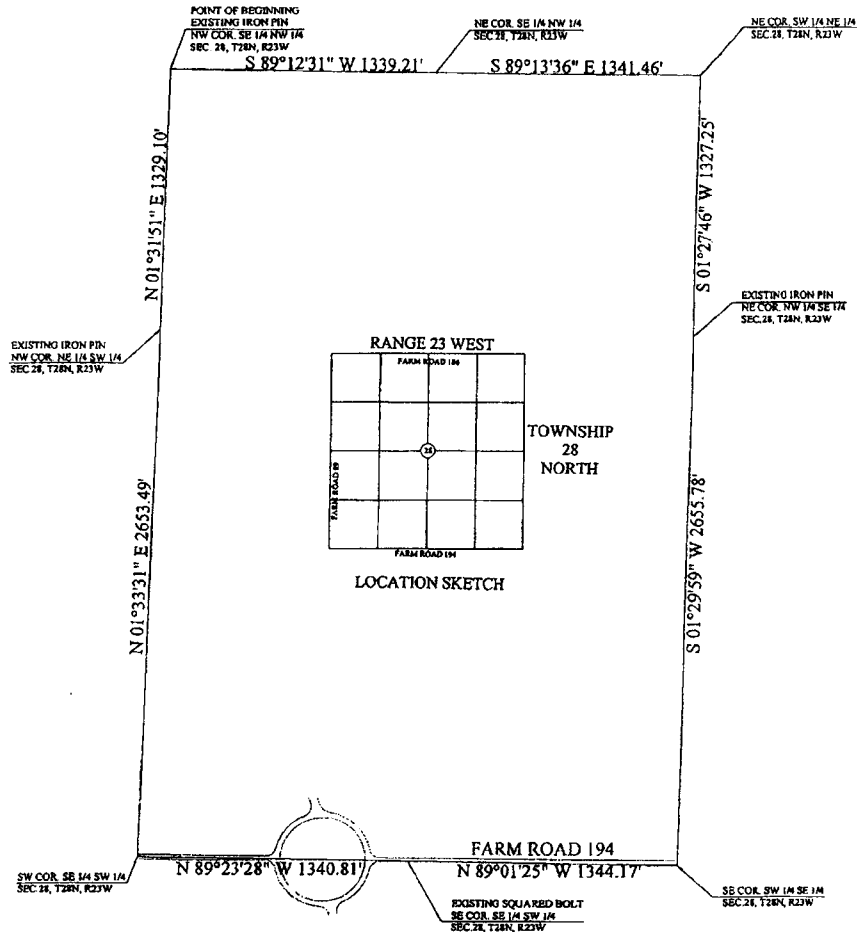 POINT OF BEGINNING
EXISTING IRON PIN
NW COR. SE 1/4 NW 1/4
SEC. 28, T28N, R23W
NE COR. SE 1/4 NW 1/4
SEC. 28, T28N, R23W
NE COR. SW 1/4 NE 1/4
SEC. 28, T28N, R23W
S 89°12'31" W 1339.21'
S 89°13'36" E 1341.46'
N 01°31'51" E 1329.10'
S 01°27'46" W 1327.25'
EXISTING IRON PIN
NE COR. NW 1/4 SE 1/4
SEC.28, T28N, R23W
EXISTING IRON PIN
NW COR. NE 1/4 SW 1/4
SEC 28, T28N, R23W
RANGE 23 WEST
FARM ROAD 186
28
FARM ROAD 89
FARM ROAD 194
TOWNSHIP
28
NORTH
LOCATION SKETCH
N 01°33'31" E 2653.49'
S 01°29'59" W 2655.78'
FARM ROAD 194
N 89°23'28" W 1340.81'
N 89°01'25" W 1344.17'
SW COR. SE 1/4 SW 1/4
SEC.28, T28N, R23W
EXISTING SQUARED BOLT
SE COR. SE 1/4 SW 1/4
SEC.28, T28N, R23W
SE COR. SW 1/4 SE 1/4
SEC.28, T28N, R23W